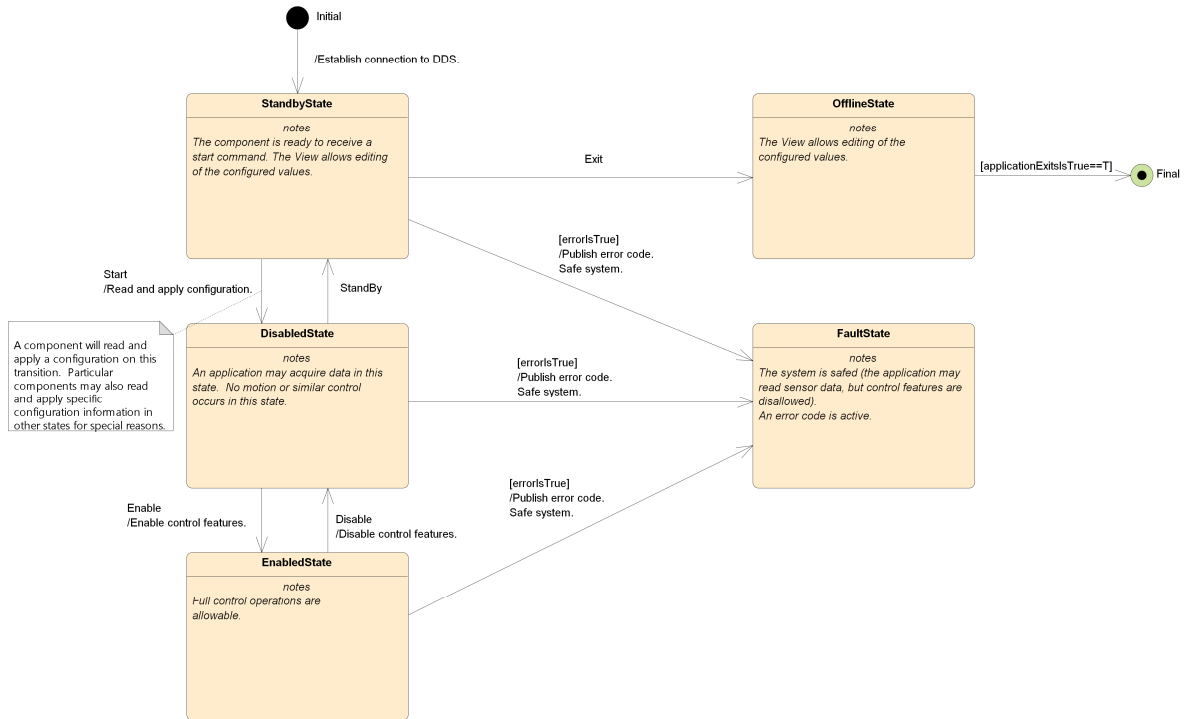 Initial
/Establish connection to DDS.
StandbyState
notes
The component is ready to receive a
start command. The View allows editing
of the configured values.
OfflineState
notes
The View allows editing of the
configured values.
Exit
[applicationExitsIsTrue==T]
Final
[errorIsTrue]
/Publish error code.
Safe system.
Start
/Read and apply configuration.
StandBy
A component will read and
apply a configuration on this
transition. Particular
components may also read
and apply specific
configuration information in
other states for special reasons.
DisabledState
notes
An application may acquire data in this
state. No motion or similar control
occurs in this state.
[errorIsTrue]
/Publish error code.
Safe system.
FaultState
notes
The system is safed (the application may
read sensor data, but control features are
disallowed).
An error code is active.
Enable
/Enable control features.
Disable
/Disable control features.
[errorIsTrue]
/Publish error code.
Safe system.
EnabledState
notes
Full control operations are
allowable.